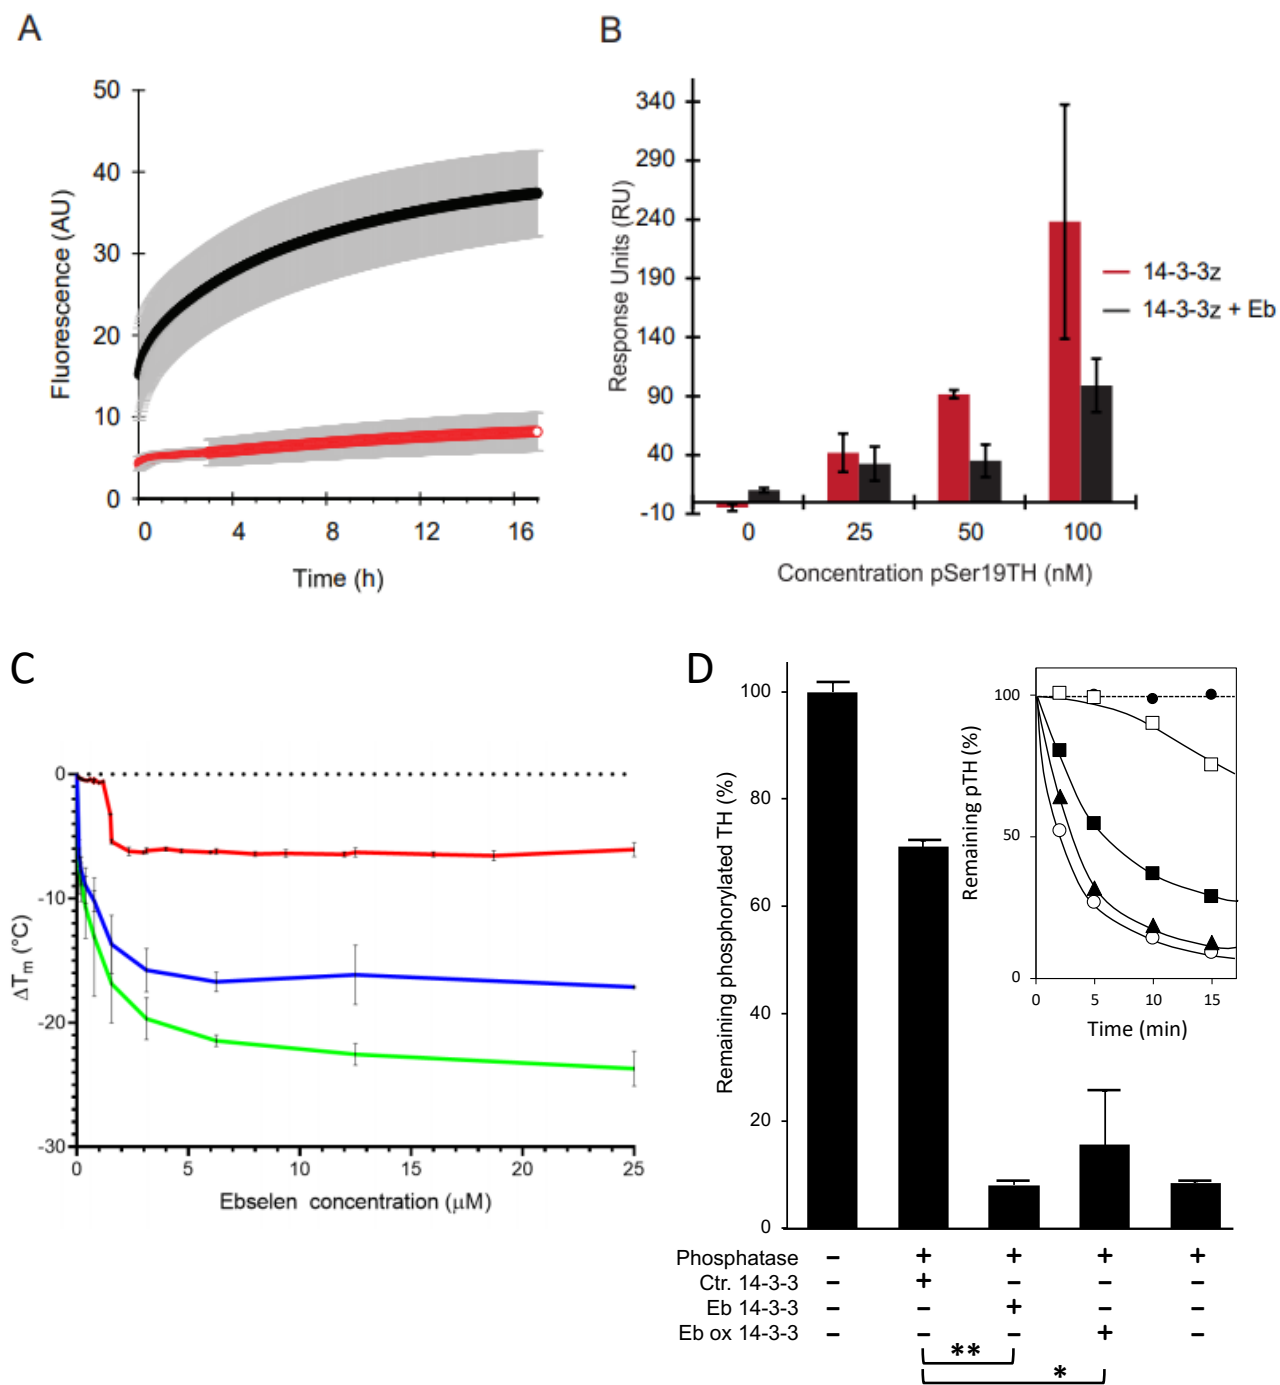 A
50
40
30
20
10
0
Fluorescence (AU)
0 4 8 12 16
Time (h)
B
340
290
240
190
140
90
40
-10
Response Units (RU)
14-3-3z
14-3-3z + Eb
0 25 50 100
Concentration pSer19TH (nM)
C
0
-10
-20
-30
ΔTm (°C)
0 5 10 15 20 25
Ebselen concentration (μM)
D
100
80
60
40
20
0
Remaining phosphorylated TH (%)
100
50
0
Remaining pTH (%)
0 5 10 15
Time (min)
Phosphatase – + + + +
Ctr. 14-3-3 – + – – –
Eb 14-3-3 – – + – –
Eb ox 14-3-3 – – – + –
**
*